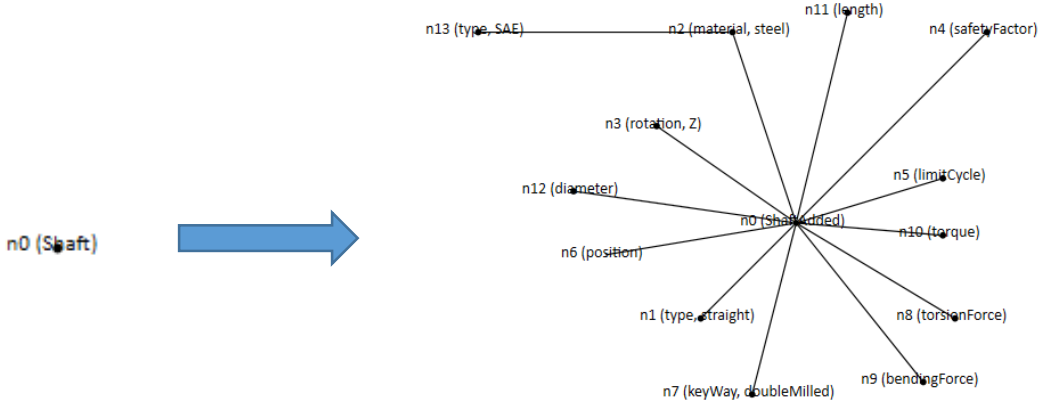 n11 (length)
n13 (type, SAE)
n2 (material, steel)
n4 (safetyFactor)
n3 (rotation, Z)
n5 (limitCycle)
n12 (diameter)
n0 (ShaftAdded)
n10 (torque)
n0 (Shaft)
n6 (position)
n1 (type, straight)
n8 (torsionForce)
n9 (bendingForce)
n7 (keyWay, doubleMilled)